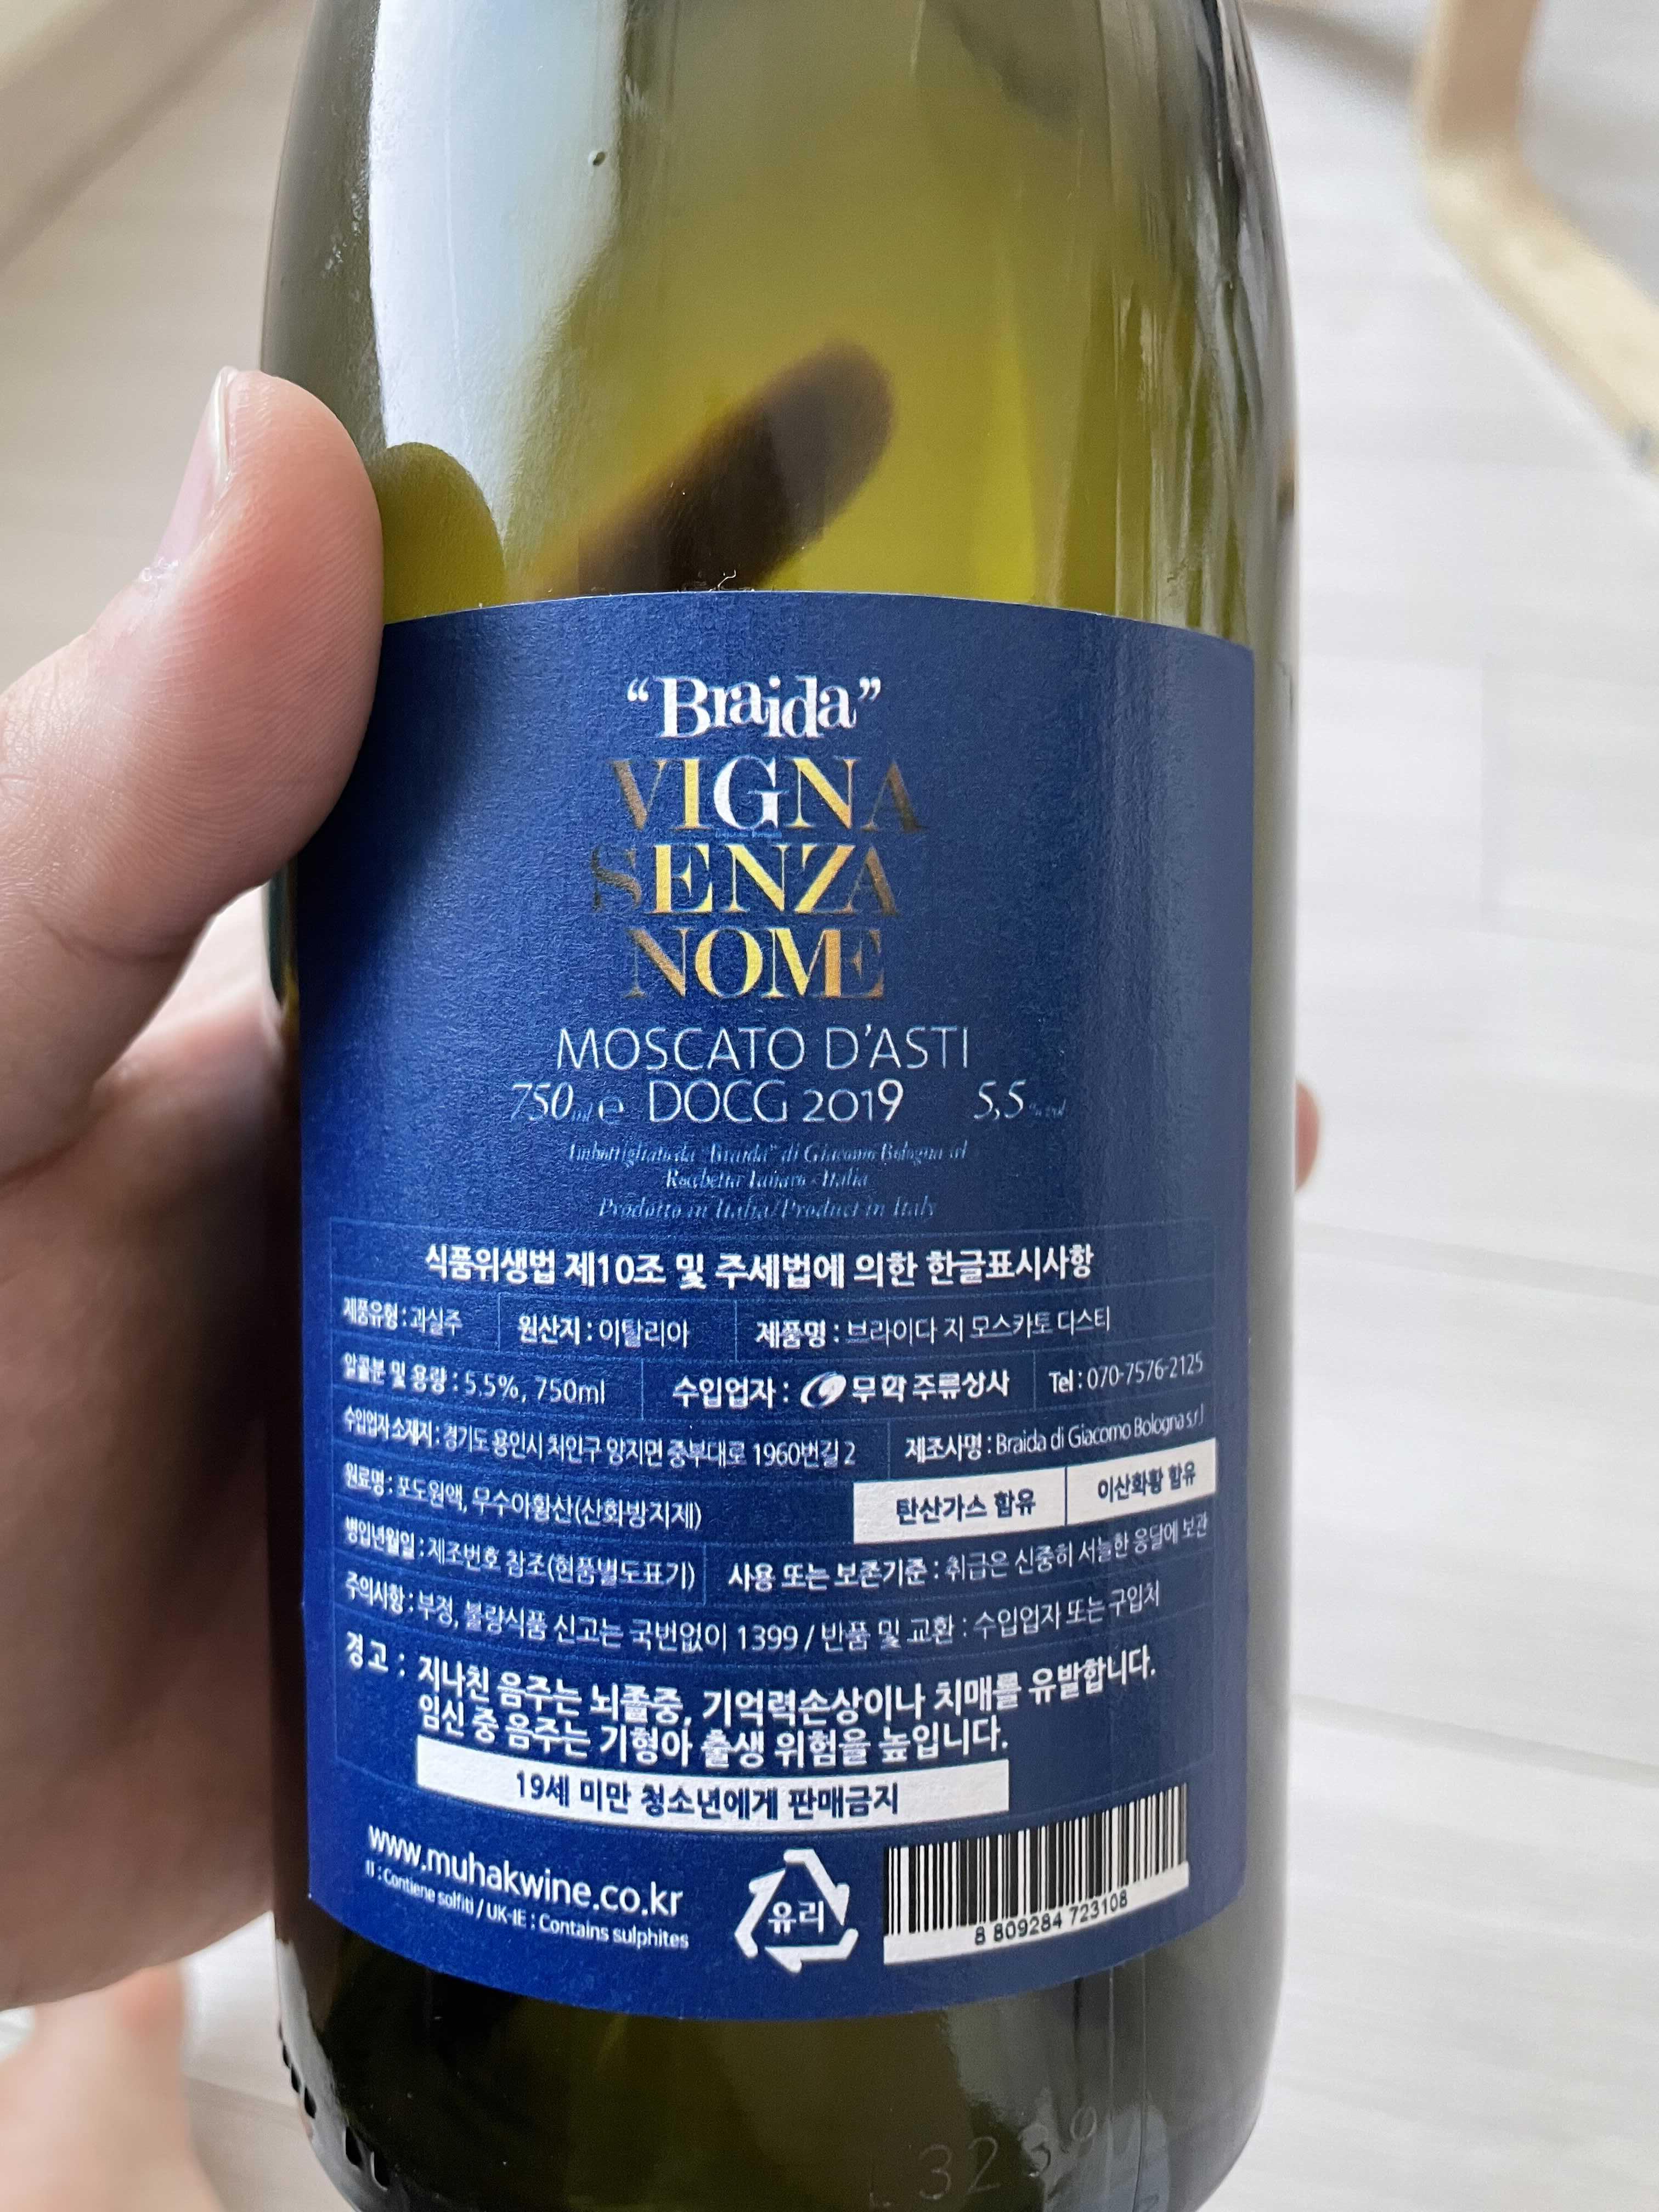 "Braida"
VIGNA
SENZA
NOME
MOSCATO D'ASTI
750 ml e DOCG 2019 5,5 % vol
Imbottigliato da "Braida" di Giacomo Bologna srl
Rocchetta Tanaro - Italia
Prodotto in Italia/Product in Italy
식품위생법 제10조 및 주세법에 의한 한글표시사항
제품유형 : 과실주 원산지 : 이탈리아 제품명 : 브라이다 지 모스카토 디스티
알콜분 및 용량 : 5.5%, 750ml 수입업자 : 무학 주류상사 Tel : 070-7576-2125
수입업자 소재지 : 경기도 용인시 처인구 양지면 중부대로 1960번길 2 제조사명 : Braida di Giacomo Bologna s.r.l
원료명 : 포도원액, 무수아황산(산화방지제) 탄산가스 함유 이산화황 함유
병입년월일 : 제조번호 참조(현품별도표기) 사용 또는 보존기준 : 취급은 신중히 서늘한 응달에 보관
주의사항 : 부정, 불량식품 신고는 국번없이 1399 / 반품 및 교환 : 수입업자 또는 구입처
경고 : 지나친 음주는 뇌졸중, 기억력손상이나 치매를 유발합니다.
임신 중 음주는 기형아 출생 위험을 높입니다.
19세 미만 청소년에게 판매금지
www.muhakwine.co.kr
IT : Contiene solfiti / UK-IE : Contains sulphites
유리
8 809284 723108